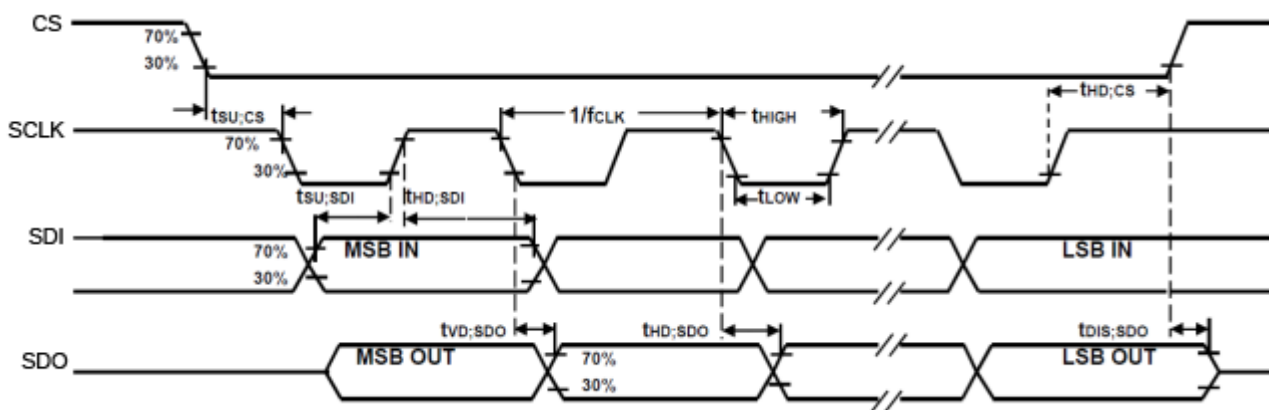 CS
70%
30%
tSU;CS
1/fCLK
tHIGH
tHD;CS
SCLK
70%
30%
tSU;SDI
tHD;SDI
tLOW
SDI
70%
30%
MSB IN
LSB IN
tVD;SDO
tHD;SDO
tDIS;SDO
SDO
MSB OUT
70%
30%
LSB OUT